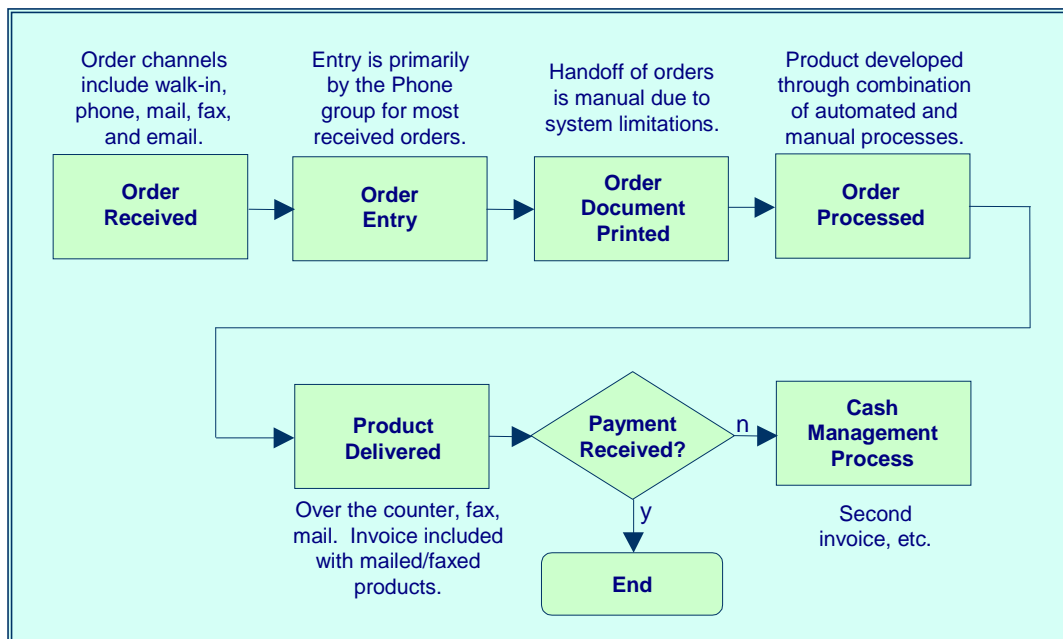 Order channels
include walk-in,
phone, mail, fax,
and email.
Entry is primarily
by the Phone
group for most
received orders.
Handoff of orders
is manual due to
system limitations.
Product developed
through combination
of automated and
manual processes.
Order
Received
Order
Entry
Order
Document
Printed
Order
Processed
Product
Delivered
Payment
Received?
n
Cash
Management
Process
Over the counter, fax,
mail.  Invoice included
with mailed/faxed
products.
y
Second
invoice, etc.
End